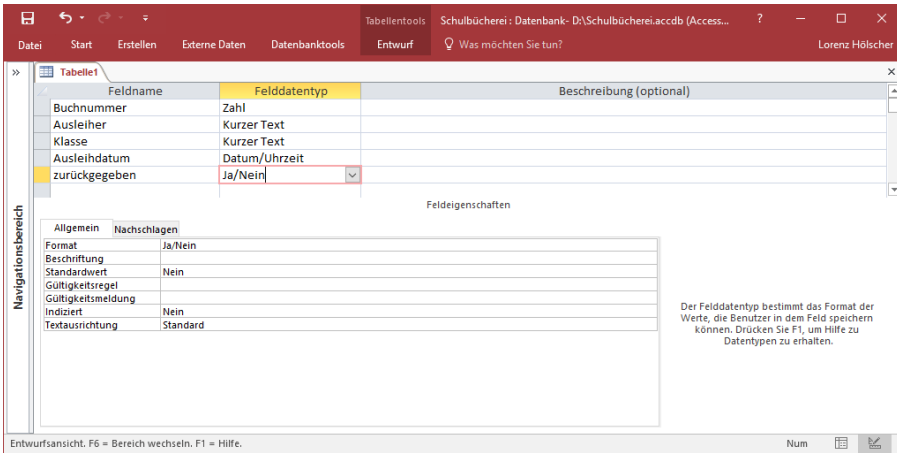 Tabellentools Schulbücherei : Datenbank- D:\Schulbücherei.accdb (Access... ?
Datei Start Erstellen Externe Daten Datenbanktools Entwurf Was möchten Sie tun? Lorenz Hölscher
» Tabelle1
Feldname Felddatentyp Beschreibung (optional)
Buchnummer Zahl
Ausleiher Kurzer Text
Klasse Kurzer Text
Ausleihdatum Datum/Uhrzeit
zurückgegeben Ja/Nein
Feldeigenschaften
Navigationsbereich
Allgemein Nachschlagen
Format Ja/Nein
Beschriftung
Standardwert Nein
Gültigkeitsregel
Gültigkeitsmeldung
Indiziert Nein
Textausrichtung Standard
Der Felddatentyp bestimmt das Format der
Werte, die Benutzer in dem Feld speichern
können. Drücken Sie F1, um Hilfe zu
Datentypen zu erhalten.
Entwurfsansicht. F6 = Bereich wechseln. F1 = Hilfe. Num